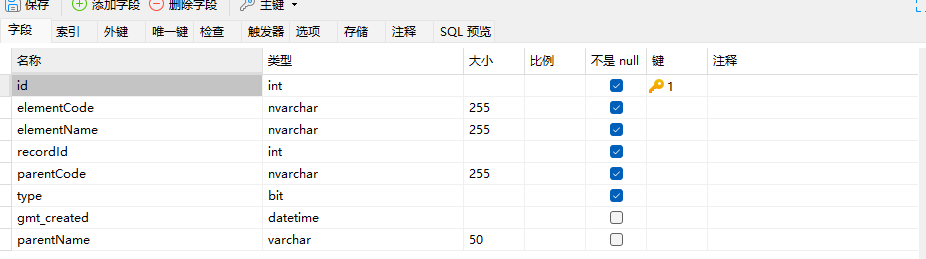 保存 添加字段 删除字段 主键
字段 索引 外键 唯一键 检查 触发器 选项 存储 注释 SQL 预览
名称 类型 大小 比例 不是 null 键 注释
id int 1
elementCode nvarchar 255
elementName nvarchar 255
recordId int
parentCode nvarchar 255
type bit
gmt_created datetime
parentName varchar 50